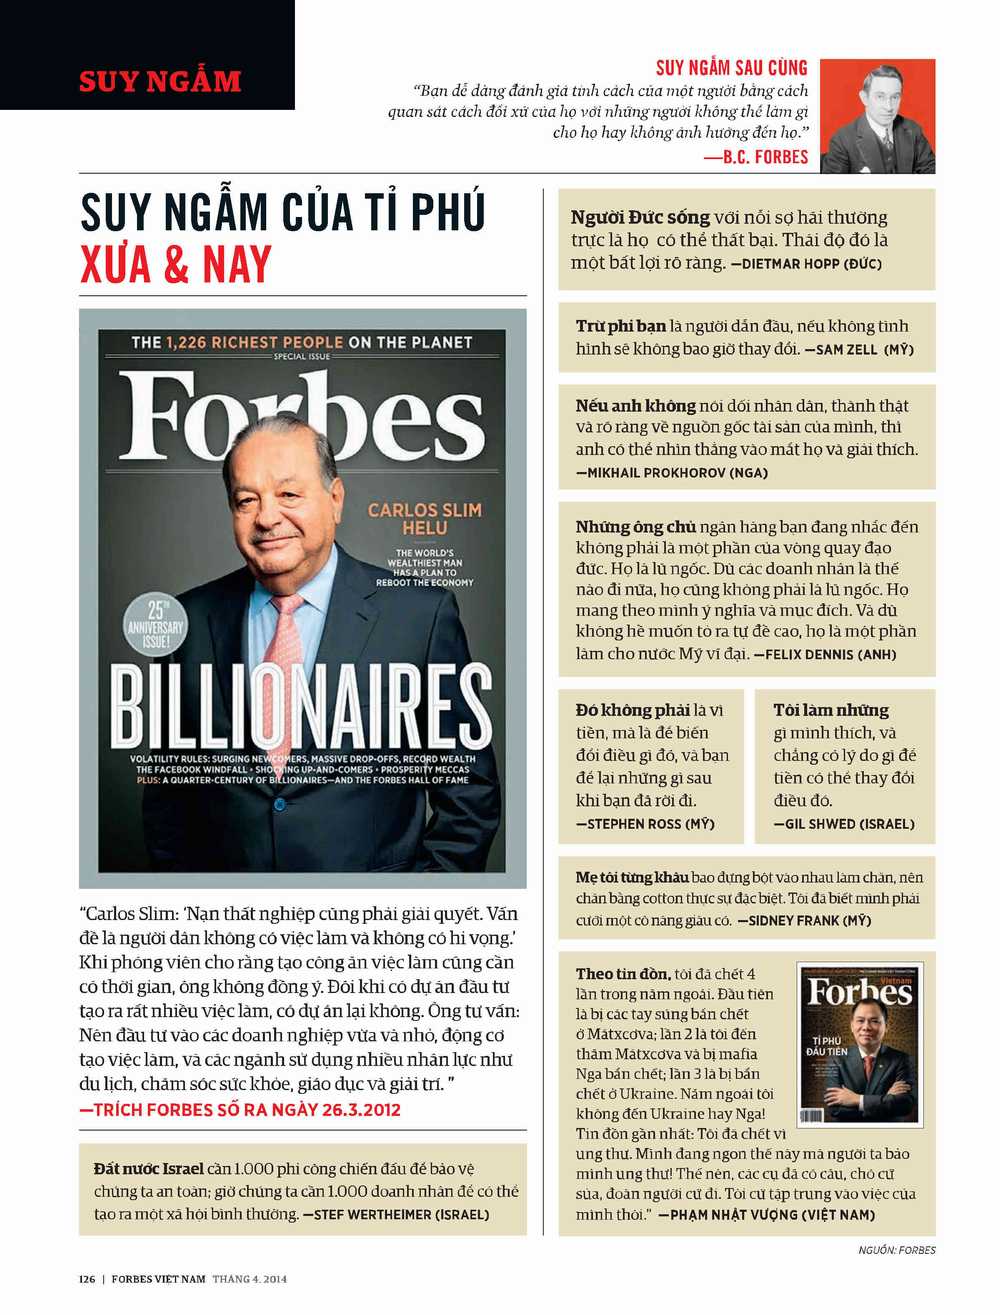 SUY NGẪM
SUY NGẪM SAU CÙNG
“Bạn dễ dàng đánh giá tính cách của một người bằng cách
quan sát cách đối xử của họ với những người không thể làm gì
cho họ hay không ảnh hưởng đến họ.”
—B.C. FORBES
SUY NGẪM CỦA TỈ PHÚ
XƯA & NAY
THE 1,226 RICHEST PEOPLE ON THE PLANET
SPECIAL ISSUE
Forbes
CARLOS SLIM
HELU
THE WORLD'S
WEALTHIEST MAN
HAS A PLAN TO
REBOOT THE ECONOMY
25TH
ANNIVERSARY
ISSUE!
BILLIONAIRES
VOLATILITY RULES: SURGING NEWCOMERS, MASSIVE DROP-OFFS, RECORD WEALTH
THE FACEBOOK WINDFALL • SHOCKING UP-AND-COMERS • PROSPERITY MECCAS
PLUS: A QUARTER-CENTURY OF BILLIONAIRES—AND THE FORBES HALL OF FAME
“Carlos Slim: ‘Nạn thất nghiệp cũng phải giải quyết. Vấn
đề là người dân không có việc làm và không có hi vọng.’
Khi phóng viên cho rằng tạo công ăn việc làm cũng cần
có thời gian, ông không đồng ý. Đôi khi có dự án đầu tư
tạo ra rất nhiều việc làm, có dự án lại không. Ông tư vấn:
Nên đầu tư vào các doanh nghiệp vừa và nhỏ, động cơ
tạo việc làm, và các ngành sử dụng nhiều nhân lực như
du lịch, chăm sóc sức khỏe, giáo dục và giải trí. ”
—TRÍCH FORBES SỐ RA NGÀY 26.3.2012
Đất nước Israel cần 1.000 phi công chiến đấu để bảo vệ
chúng ta an toàn; giờ chúng ta cần 1.000 doanh nhân để có thể
tạo ra một xã hội bình thường. —STEF WERTHEIMER (ISRAEL)
Người Đức sống với nỗi sợ hãi thường
trực là họ có thể thất bại. Thái độ đó là
một bất lợi rõ ràng. —DIETMAR HOPP (ĐỨC)
Trừ phi bạn là người dẫn đầu, nếu không tình
hình sẽ không bao giờ thay đổi. —SAM ZELL (MỸ)
Nếu anh không nói dối nhân dân, thành thật
và rõ ràng về nguồn gốc tài sản của mình, thì
anh có thể nhìn thẳng vào mắt họ và giải thích.
—MIKHAIL PROKHOROV (NGA)
Những ông chủ ngân hàng bạn đang nhắc đến
không phải là một phần của vòng quay đạo
đức. Họ là lũ ngốc. Dù các doanh nhân là thế
nào đi nữa, họ cũng không phải là lũ ngốc. Họ
mang theo mình ý nghĩa và mục đích. Và dù
không hề muốn tỏ ra tự đề cao, họ là một phần
làm cho nước Mỹ vĩ đại. —FELIX DENNIS (ANH)
Đó không phải là vì
tiền, mà là để biến
đổi điều gì đó, và bạn
để lại những gì sau
khi bạn đã rời đi.
—STEPHEN ROSS (MỸ)
Tôi làm những
gì mình thích, và
chẳng có lý do gì để
tiền có thể thay đổi
điều đó.
—GIL SHWED (ISRAEL)
Mẹ tôi từng khâu bao đựng bột vào nhau làm chăn, nên
chăn bằng cotton thực sự đặc biệt. Tôi đã biết mình phải
cưới một cô nàng giàu có. —SIDNEY FRANK (MỸ)
Theo tin đồn, tôi đã chết 4
lần trong năm ngoái. Đầu tiên
là bị các tay súng bắn chết
ở Mátxcơva; lần 2 là tôi đến
thăm Mátxcơva và bị mafia
Nga bắn chết; lần 3 là bị bắn
chết ở Ukraine. Năm ngoái tôi
không đến Ukraine hay Nga!
Tin đồn gần nhất: Tôi đã chết vì
ung thư. Mình đang ngon thế này mà người ta bảo
mình ung thư! Thế nên, các cụ đã có câu, chó cứ
sủa, đoàn người cứ đi. Tôi cứ tập trung vào việc của
mình thôi.” —PHẠM NHẬT VƯỢNG (VIỆT NAM)
Forbes
Vietnam
TỈ PHÚ
ĐẦU TIÊN
NGUỒN: FORBES
126 | FORBES VIỆT NAM THÁNG 4. 2014